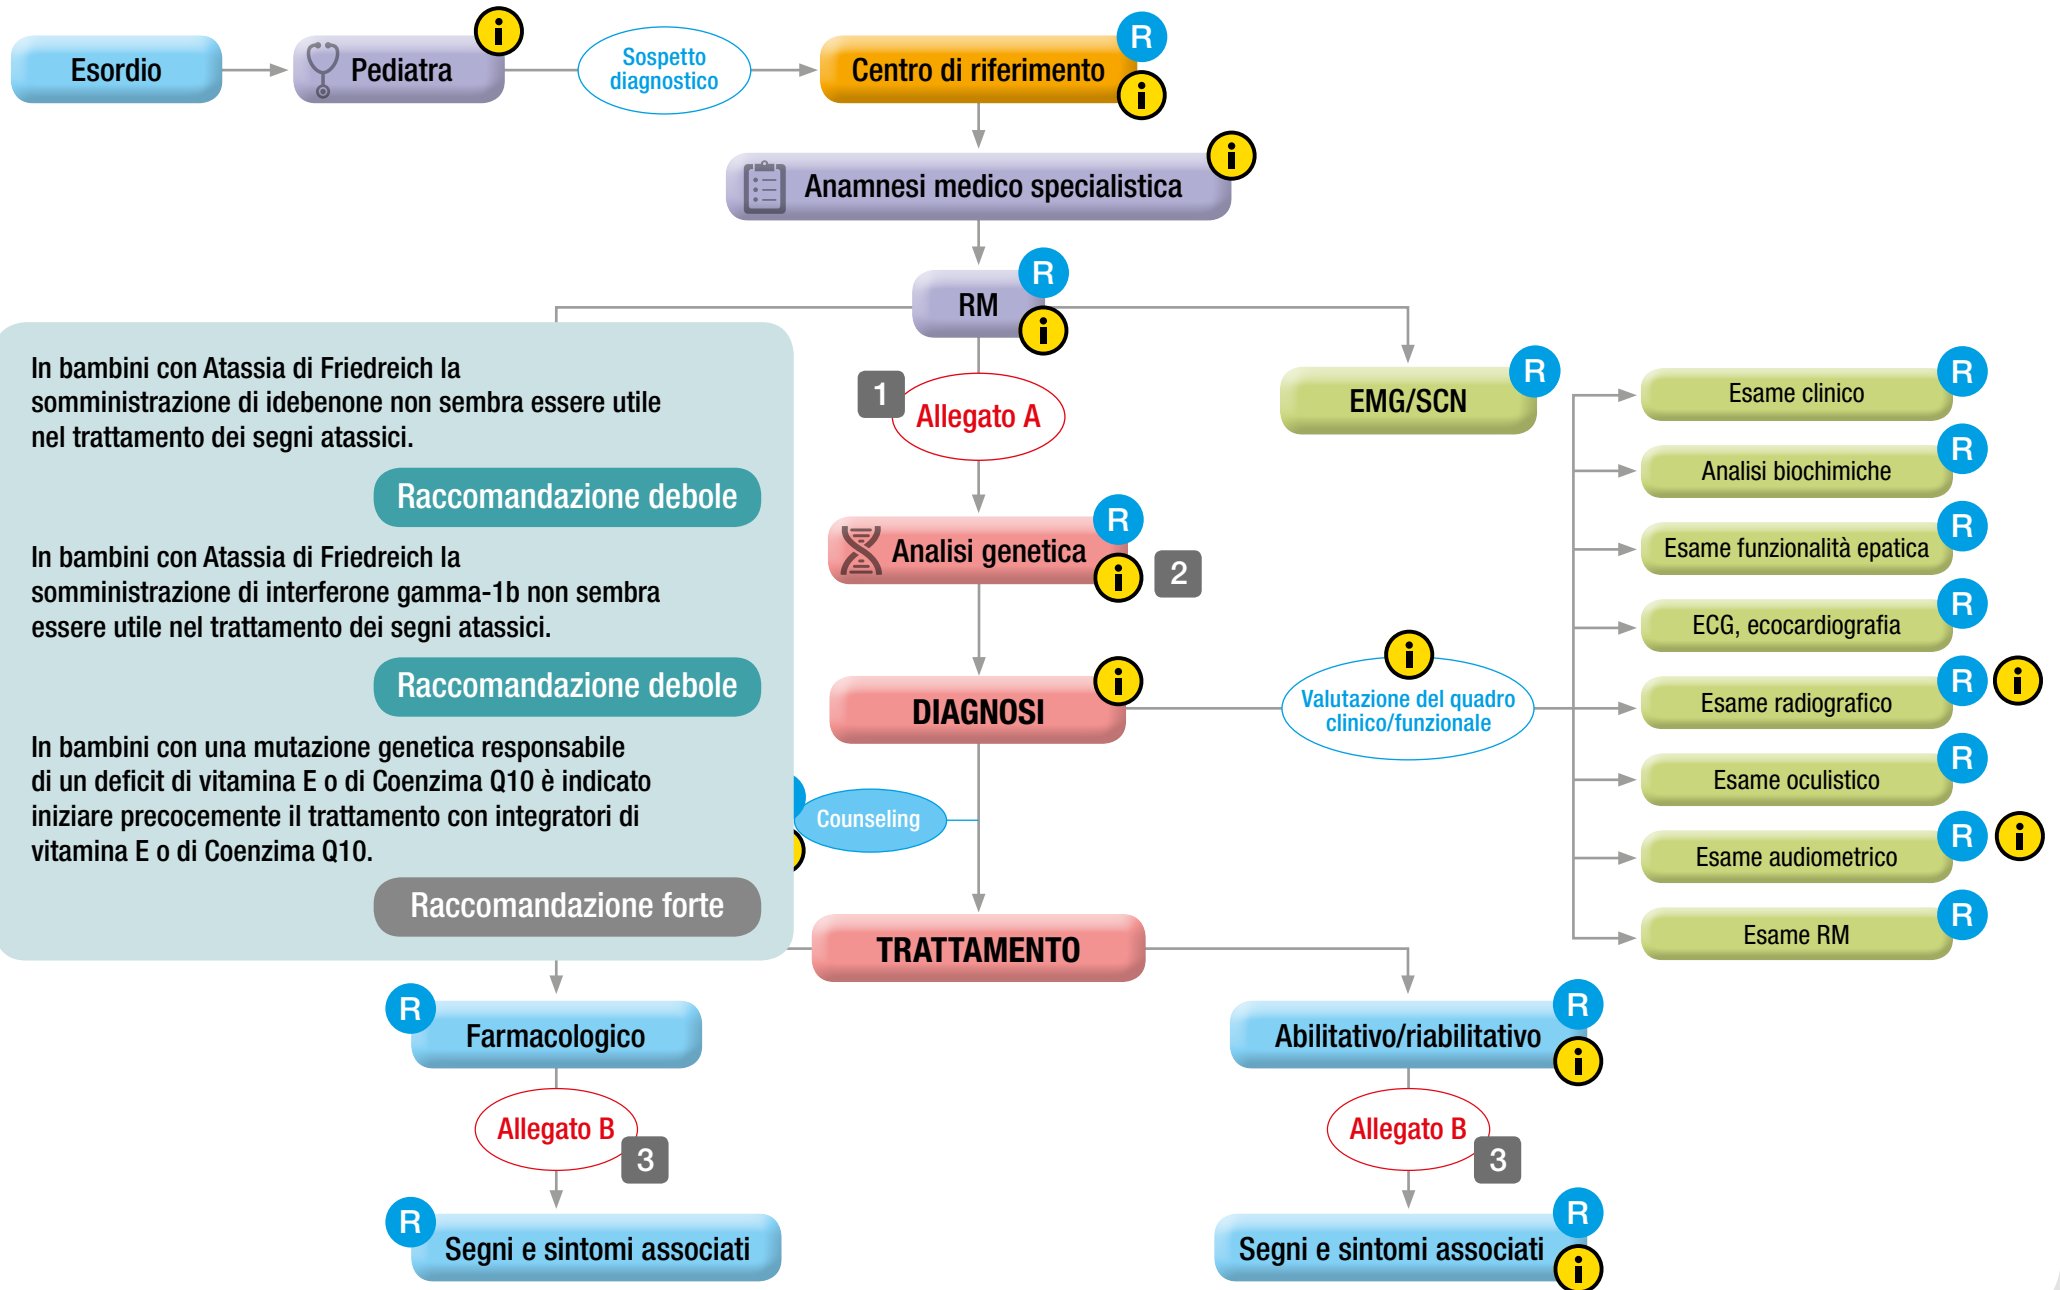 Esordio
Pediatra
i
Sospetto
diagnostico
Centro di riferimento
R
i
Anamnesi medico specialistica
i
RM
R
i
In bambini con Atassia di Friedreich la
somministrazione di idebenone non sembra essere utile
nel trattamento dei segni atassici.
Raccomandazione debole
In bambini con Atassia di Friedreich la
somministrazione di interferone gamma-1b non sembra
essere utile nel trattamento dei segni atassici.
Raccomandazione debole
In bambini con una mutazione genetica responsabile
di un deficit di vitamina E o di Coenzima Q10 è indicato
iniziare precocemente il trattamento con integratori di
vitamina E o di Coenzima Q10.
Raccomandazione forte
1
Allegato A
EMG/SCN
R
Analisi genetica
R
i
2
DIAGNOSI
i
i
Valutazione del quadro
clinico/funzionale
Esame clinico
R
Analisi biochimiche
R
Esame funzionalità epatica
R
ECG, ecocardiografia
R
Esame radiografico
R
i
Esame oculistico
R
Esame audiometrico
R
i
Esame RM
R
Counseling
TRATTAMENTO
R
Farmacologico
Allegato B
3
R
Segni e sintomi associati
Abilitativo/riabilitativo
R
i
Allegato B
3
Segni e sintomi associati
R
i